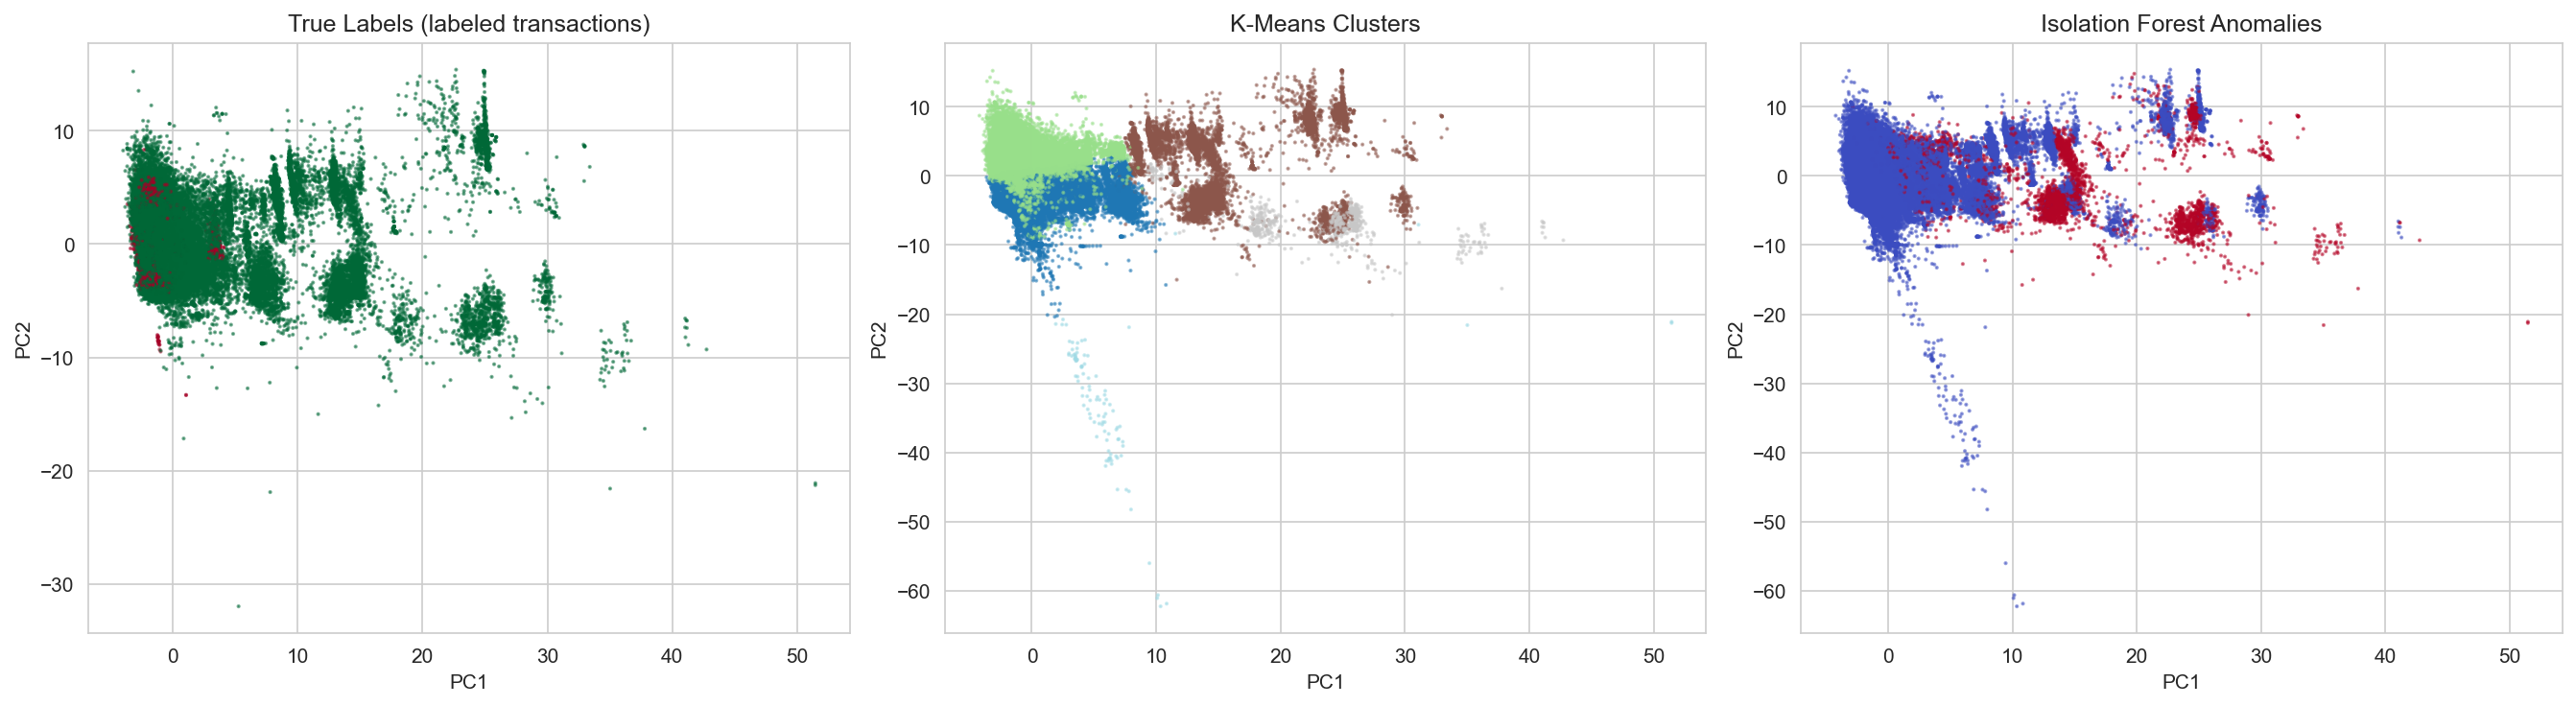 True Labels (labeled transactions)
10
0
−10
−20
−30
PC2
0 10 20 30 40 50
PC1
K-Means Clusters
10
0
−10
−20
−30
−40
−50
−60
PC2
0 10 20 30 40 50
PC1
Isolation Forest Anomalies
10
0
−10
−20
−30
−40
−50
−60
PC2
0 10 20 30 40 50
PC1